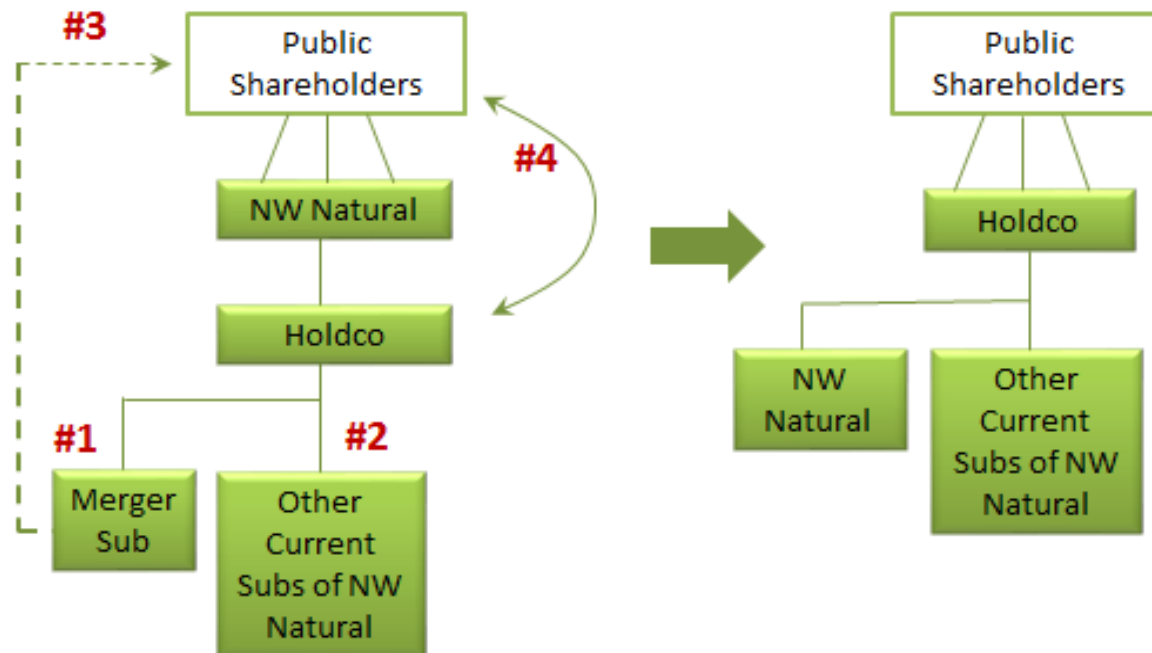 #3
Public
Shareholders
#4
NW Natural
Holdco
#1
#2
Merger
Sub
Other
Current
Subs of NW
Natural
Public
Shareholders
Holdco
NW
Natural
Other
Current
Subs of NW
Natural